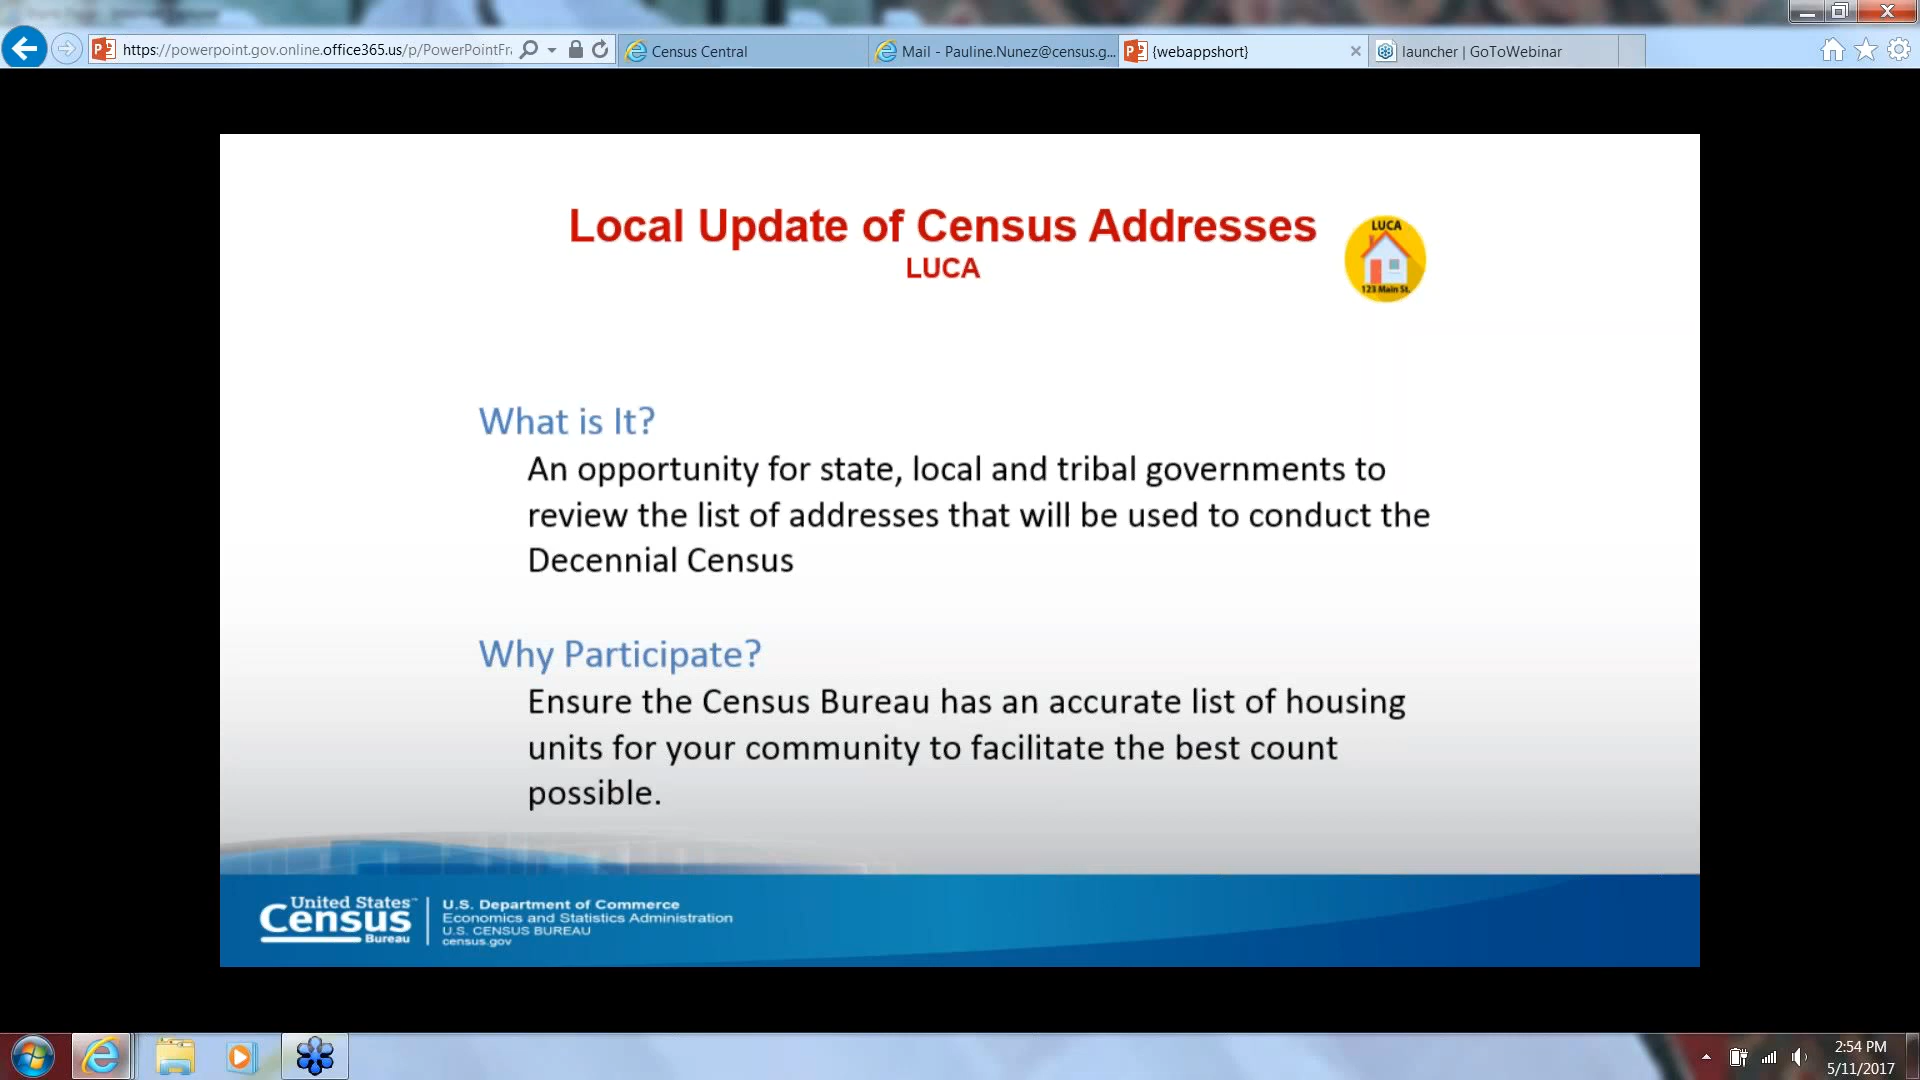 https://powerpoint.gov.online.office365.us/p/PowerPointFra
Census Central
Mail - Pauline.Nunez@census.g...
{webappshort}
launcher | GoToWebinar
Local Update of Census Addresses
LUCA
LUCA
123 Main St.
What is It?
An opportunity for state, local and tribal governments to
review the list of addresses that will be used to conduct the
Decennial Census
Why Participate?
Ensure the Census Bureau has an accurate list of housing
units for your community to facilitate the best count
possible.
United States
Census
Bureau
U.S. Department of Commerce
Economics and Statistics Administration
U.S. CENSUS BUREAU
census.gov
2:54 PM
5/11/2017